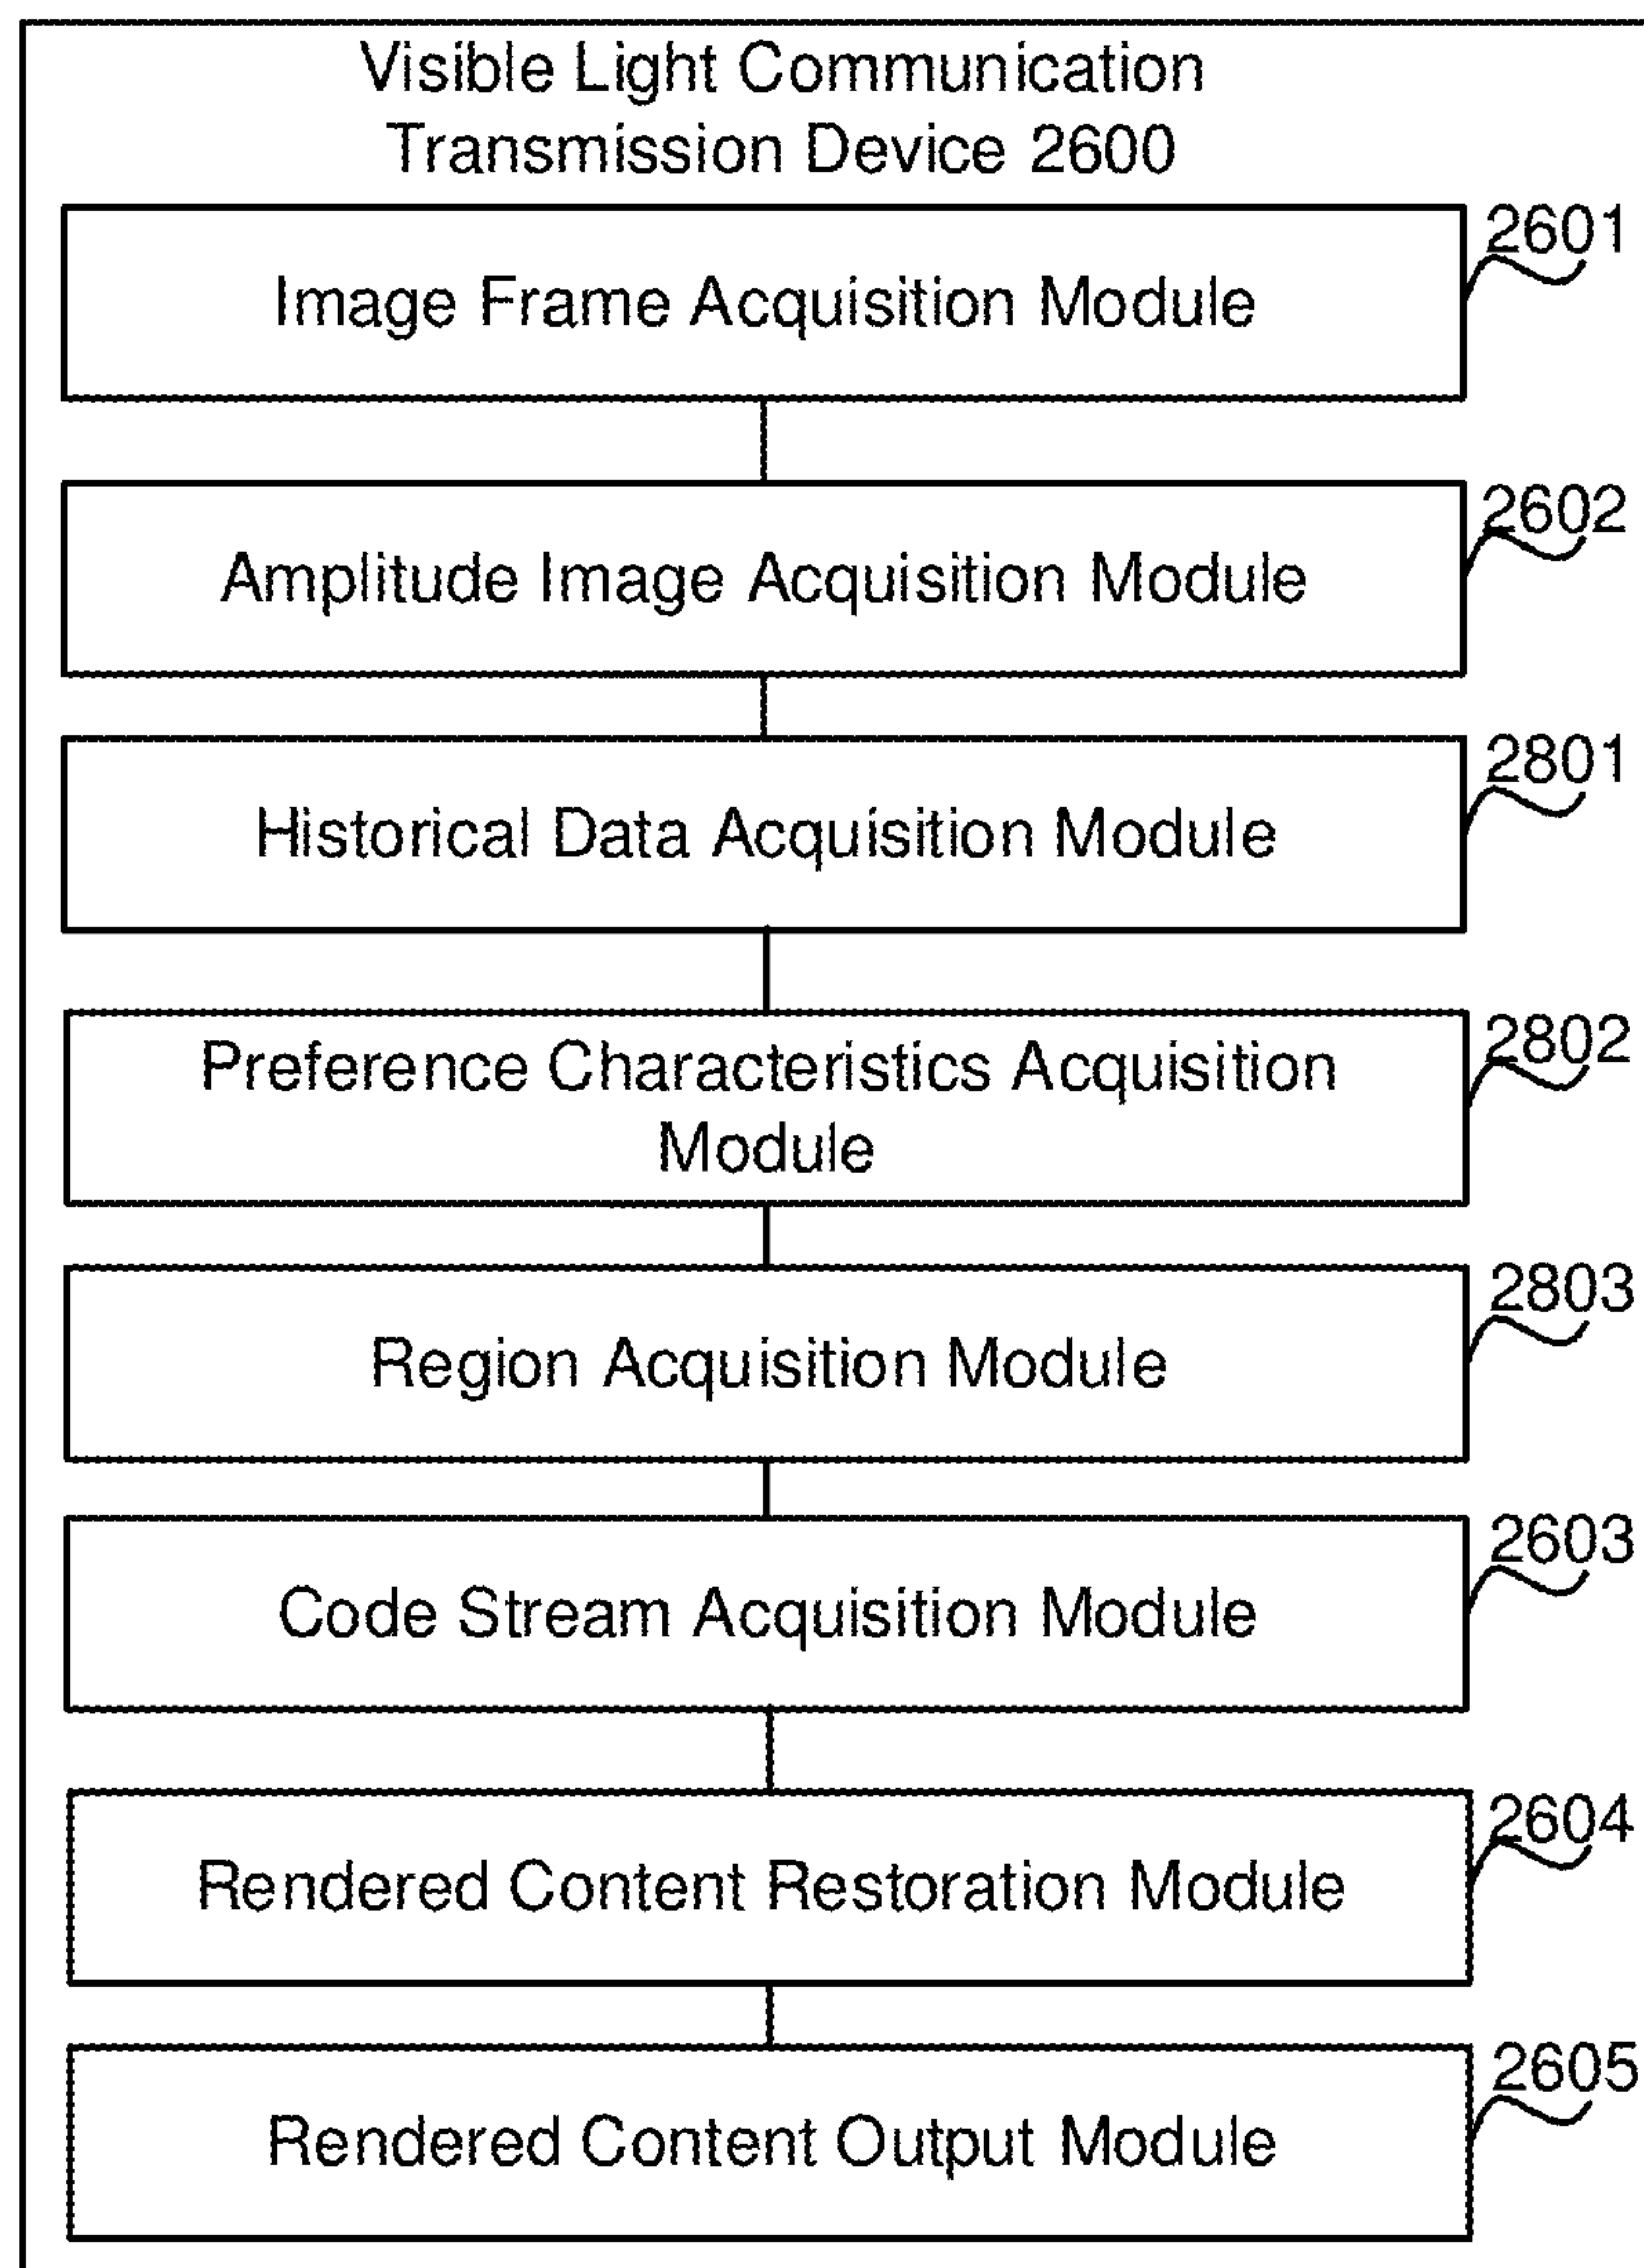 Visible Light Communication
Transmission Device 2600
2601
Image Frame Acquisition Module
2602
Amplitude Image Acquisition Module
2801
Historical Data Acquisition Module
2802
Preference Characteristics Acquisition
Module
2803
Region Acquisition Module
2603
Code Stream Acquisition Module
2604
Rendered Content Restoration Module
2605
Rendered Content Output Module